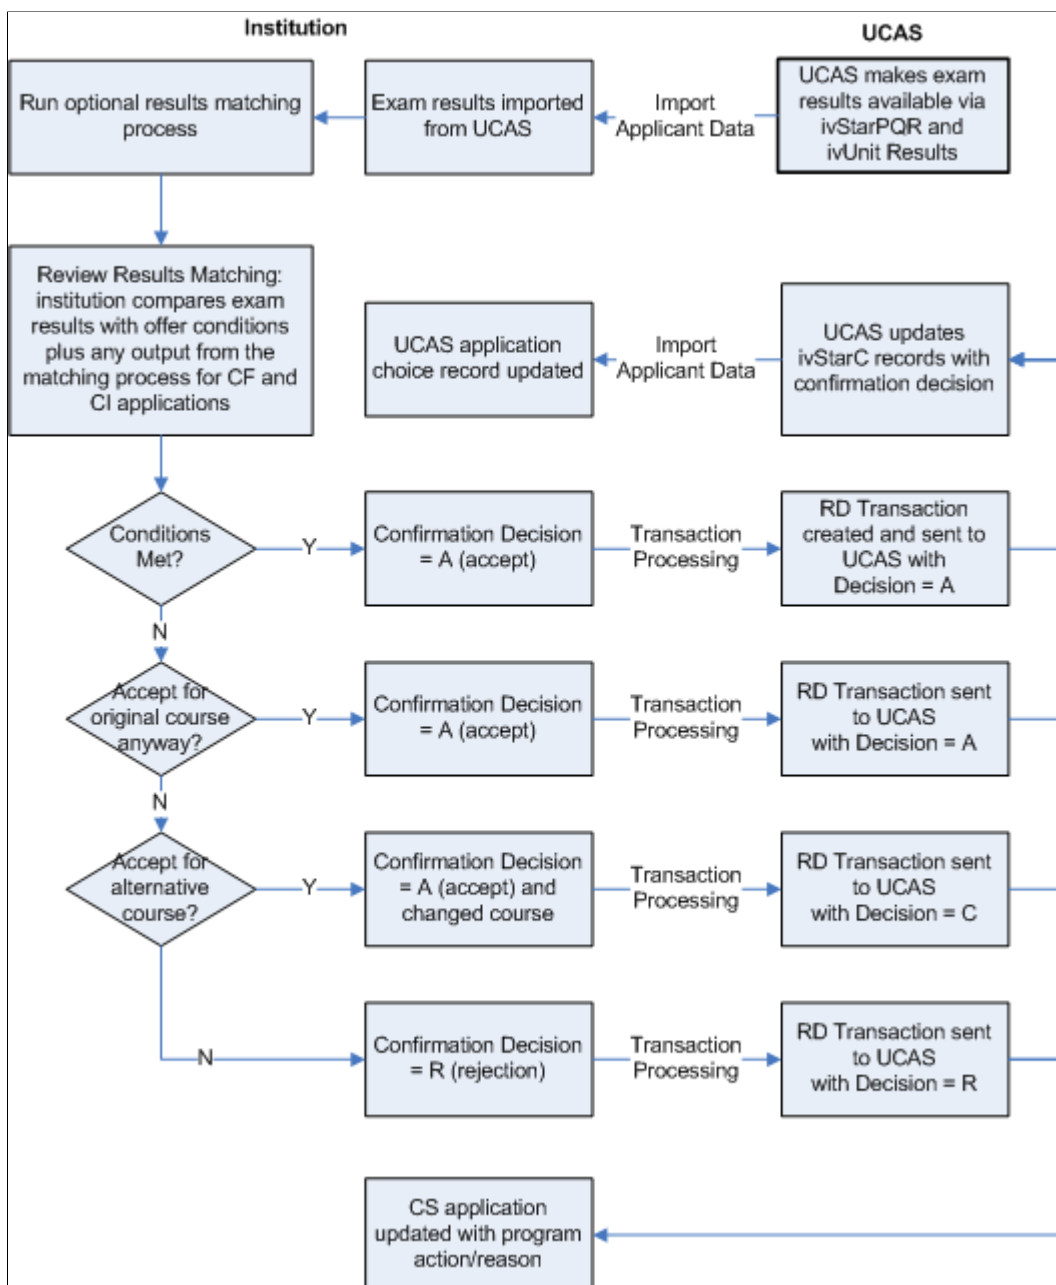 Institution
UCAS
Run optional results matching
process
Exam results imported
from UCAS
Import
Applicant Data
UCAS makes exam
results available via
ivStarPQR and
ivUnit Results
Review Results Matching:
institution compares exam
results with offer conditions
plus any output from the
matching process for CF and
CI applications
UCAS application
choice record updated
Import
Applicant Data
UCAS updates
ivStarC records with
confirmation decision
Conditions
Met?
Y
Confirmation Decision
= A (accept)
Transaction
Processing
RD Transaction
created and sent to
UCAS with
Decision = A
N
Accept for
original course
anyway?
Y
Confirmation Decision
= A (accept)
Transaction
Processing
RD Transaction sent
to UCAS
with Decision = A
N
Accept for
alternative
course?
Y
Confirmation Decision
= A (accept) and
changed course
Transaction
Processing
RD Transaction sent
to UCAS
with Decision = C
N
Confirmation Decision
= R (rejection)
Transaction
Processing
RD Transaction sent
to UCAS
with Decision = R
CS application
updated with program
action/reason